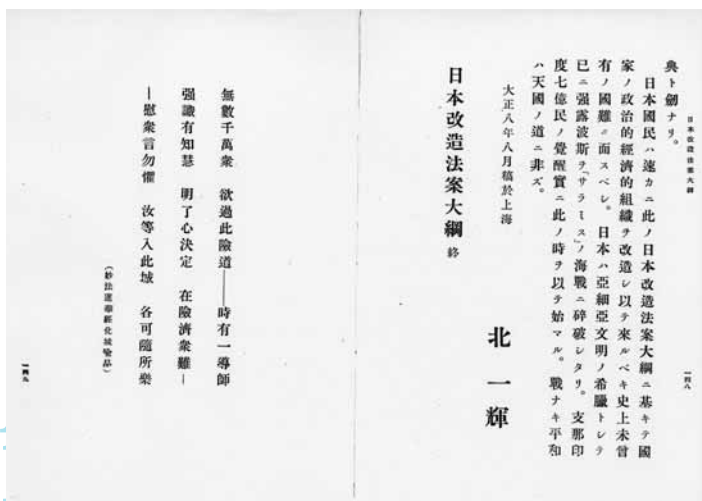 日本改造法案大綱
典ト劍ナリ。
日本國民ハ速カニ此ノ日本改造法案大綱ニ基キテ國
家ノ政治的經濟的組織ヲ改造シ以テ來ルベキ史上未曾
有ノ國難ニ面スベシ。日本ハ亞細亞文明ノ希臘トシテ
已ニ强露波斯ヲ「サラミス」ノ海戰ニ碎破シタリ。支那印
度七億民ノ覺醒實ニ此ノ時ヲ以テ始マル。戰ナキ平和
ハ天國ノ道ニ非ズ。
大正八年八月稿於上海
北一輝
日本改造法案大綱 終
一四八
無數千萬衆 欲過此險道——時有一導師
强識有知慧 明了心決定 在險濟衆難—
—慰衆言勿懼 汝等入此城 各可隨所樂
(妙法蓮華經化城喩品)
一四九